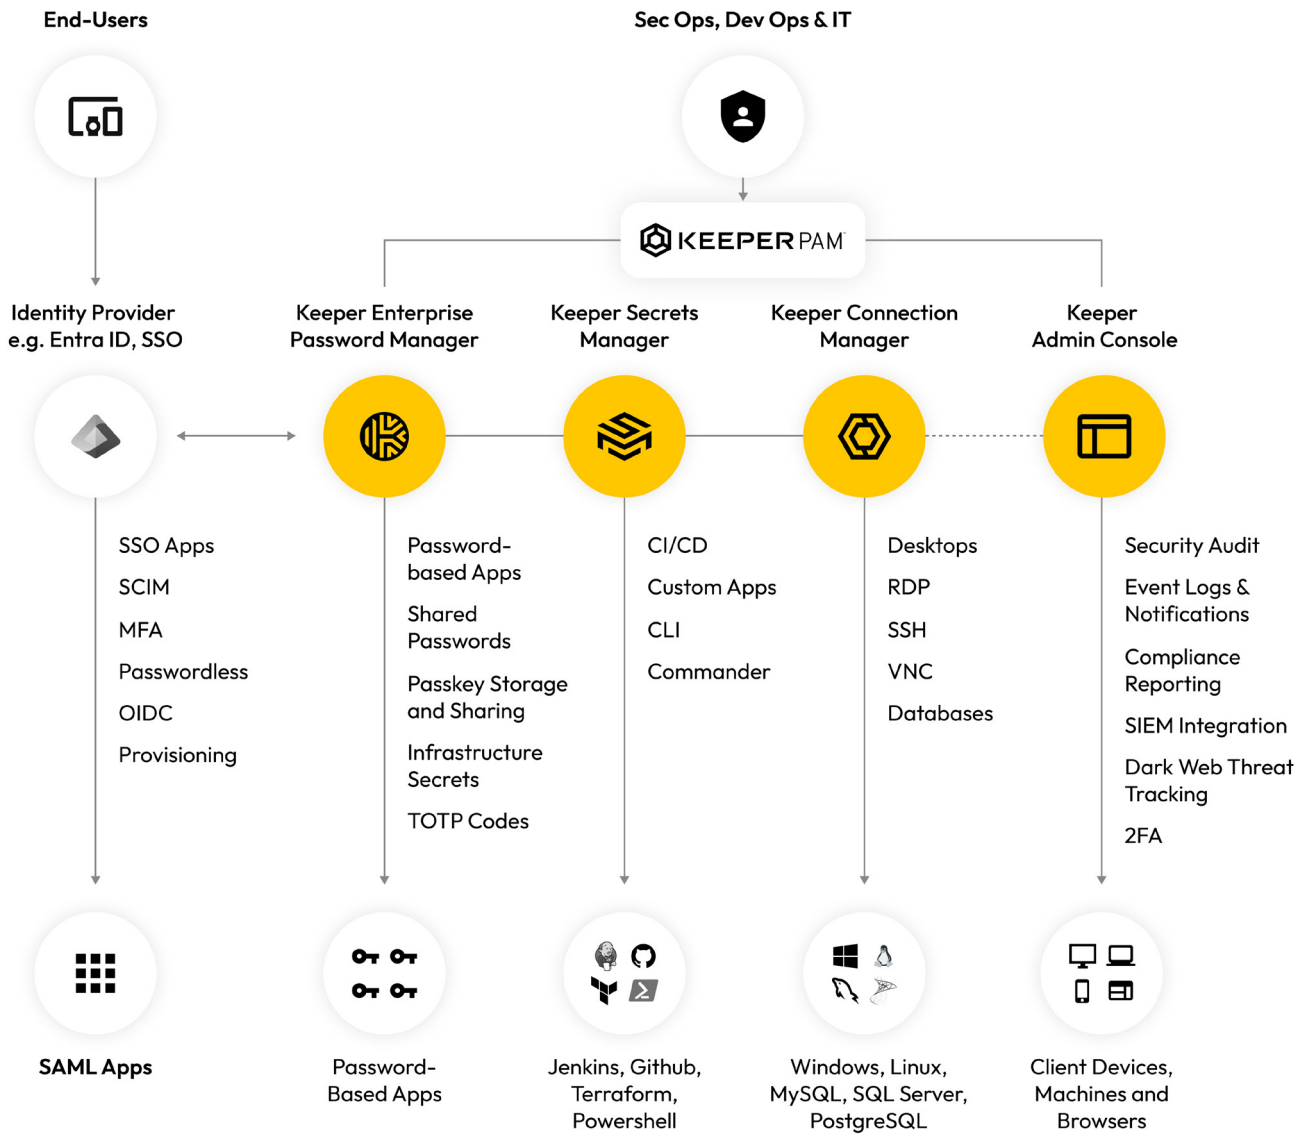 End-Users
Sec Ops, Dev Ops & IT
KEEPER PAM
Identity Provider
e.g. Entra ID, SSO
Keeper Enterprise
Password Manager
Keeper Secrets
Manager
Keeper Connection
Manager
Keeper
Admin Console
SSO Apps
SCIM
MFA
Passwordless
OIDC
Provisioning
Password-
based Apps
Shared
Passwords
Passkey Storage
and Sharing
Infrastructure
Secrets
TOTP Codes
CI/CD
Custom Apps
CLI
Commander
Desktops
RDP
SSH
VNC
Databases
Security Audit
Event Logs &
Notifications
Compliance
Reporting
SIEM Integration
Dark Web Threat
Tracking
2FA
SAML Apps
Password-
Based Apps
Jenkins, Github,
Terraform,
Powershell
Windows, Linux,
MySQL, SQL Server,
PostgreSQL
Client Devices,
Machines and
Browsers